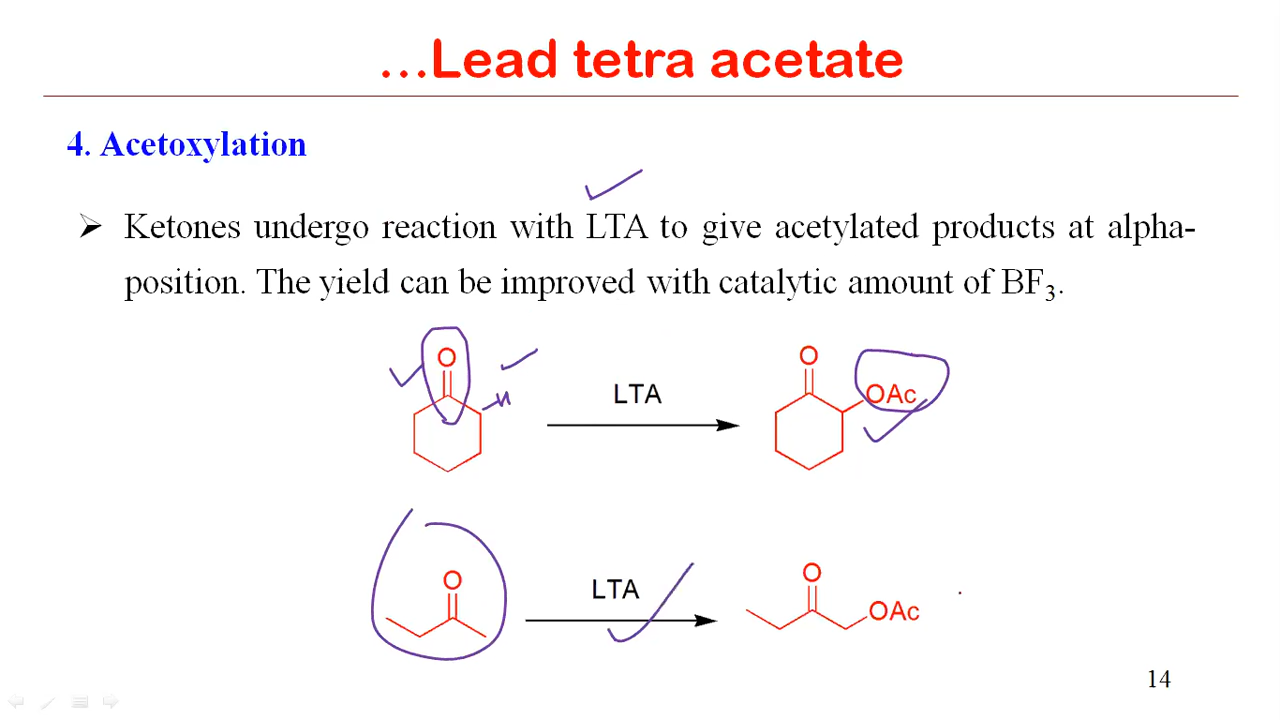 ...Lead tetra acetate
4. Acetoxylation
Ketones undergo reaction with LTA to give acetylated products at alpha-
position. The yield can be improved with catalytic amount of BF₃.
O
H
LTA
O
OAc
O
LTA
O
OAc
14